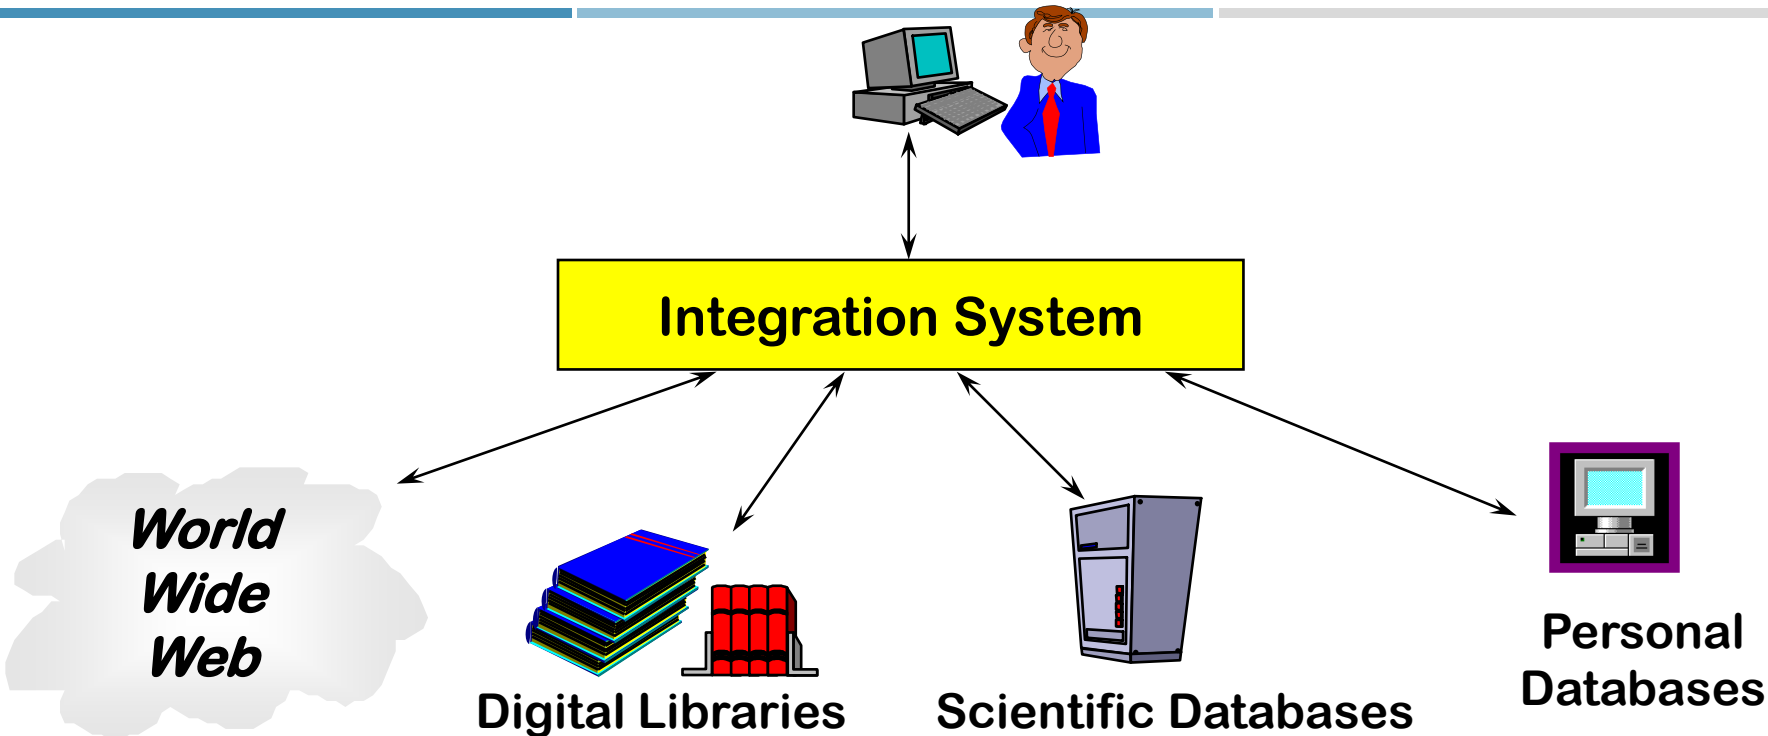 Integration System
World
Wide
Web
Digital Libraries
Scientific Databases
Personal
Databases